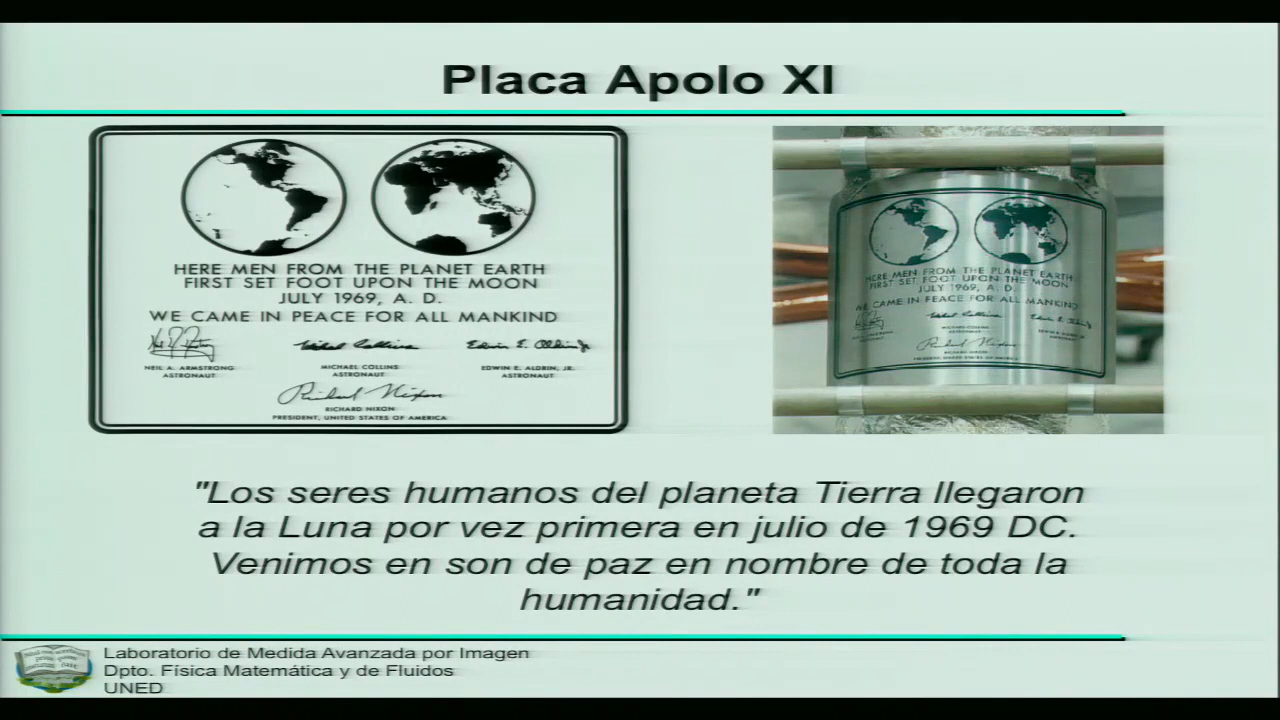 Placa Apolo XI
HERE MEN FROM THE PLANET EARTH
FIRST SET FOOT UPON THE MOON
JULY 1969, A. D.
WE CAME IN PEACE FOR ALL MANKIND
NEIL A. ARMSTRONG
ASTRONAUT
MICHAEL COLLINS
ASTRONAUT
EDWIN E. ALDRIN, JR.
ASTRONAUT
Richard Nixon
RICHARD NIXON
PRESIDENT, UNITED STATES OF AMERICA
HERE MEN FROM THE PLANET EARTH
FIRST SET FOOT UPON THE MOON
JULY 1969, A. D.
WE CAME IN PEACE FOR ALL MANKIND
"Los seres humanos del planeta Tierra llegaron
a la Luna por vez primera en julio de 1969 DC.
Venimos en son de paz en nombre de toda la
humanidad."
Laboratorio de Medida Avanzada por Imagen
Dpto. Física Matemática y de Fluidos
UNED